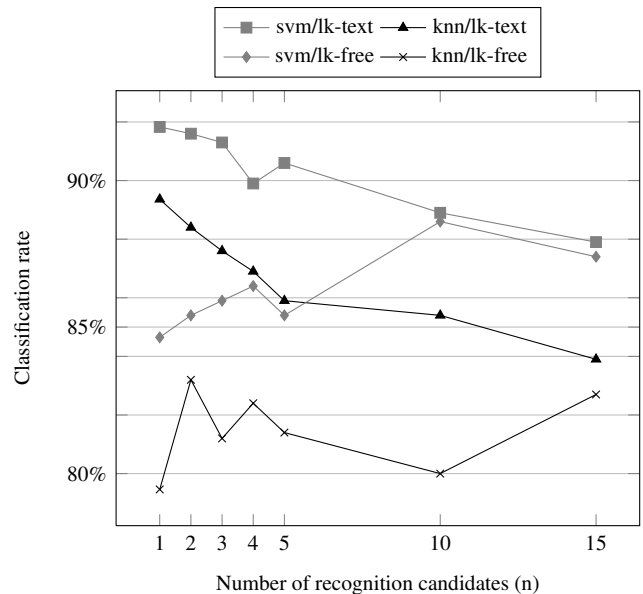 svm/lk-text knn/lk-text
svm/lk-free knn/lk-free
90%
85%
80%
Classification rate
1 2 3 4 5 10 15
Number of recognition candidates (n)